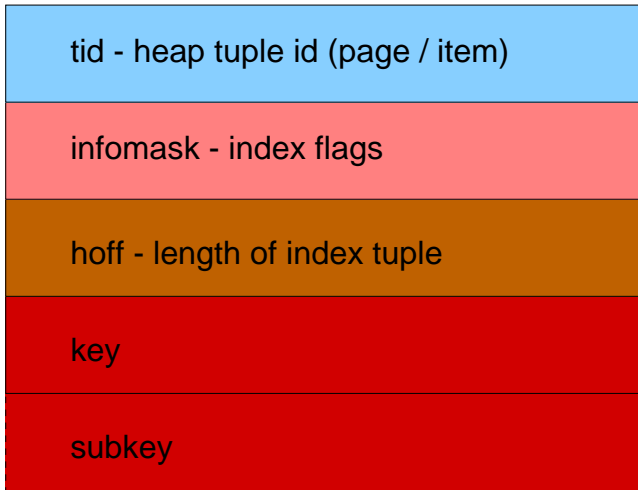 tid - heap tuple id (page / item)
infomask - index flags
hoff - length of index tuple
key
subkey